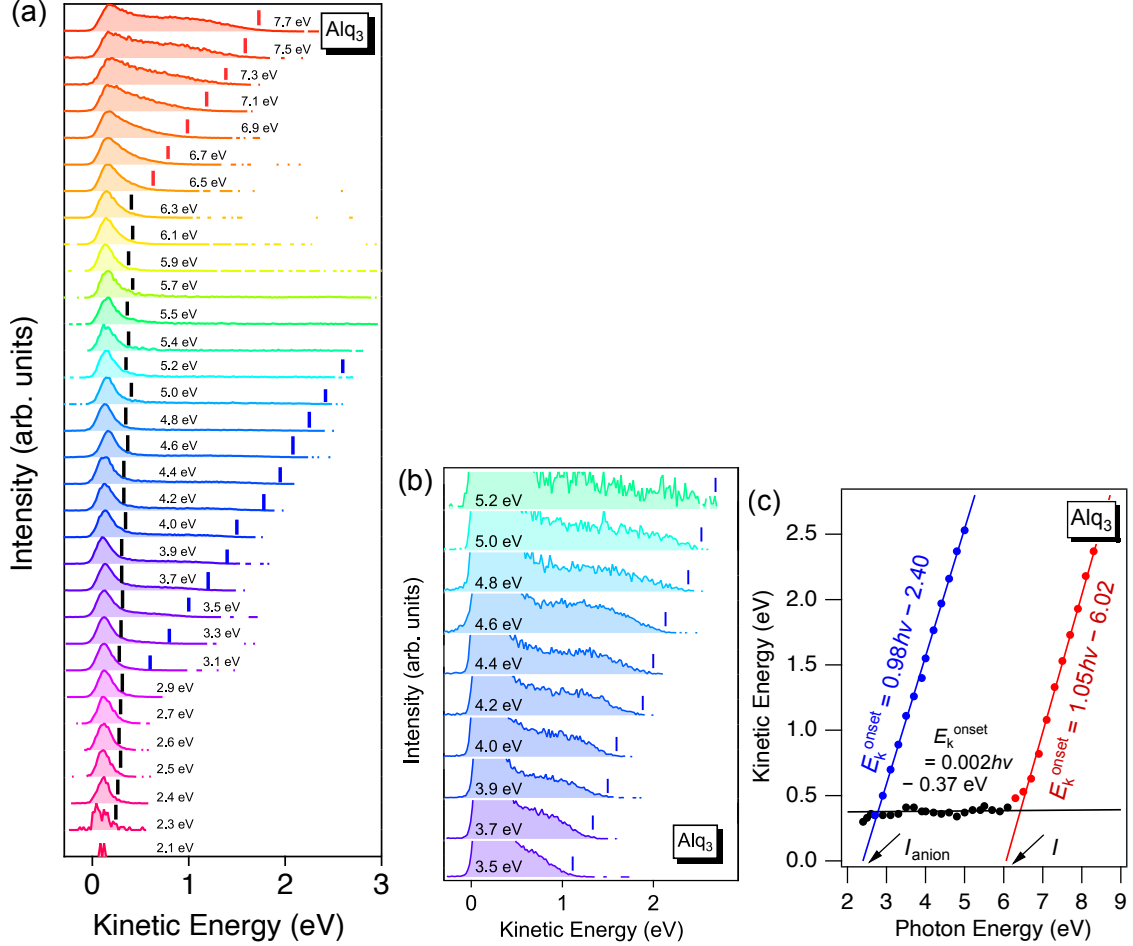 (a)
Alq3
7.7 eV
7.5 eV
7.3 eV
7.1 eV
6.9 eV
6.7 eV
6.5 eV
6.3 eV
6.1 eV
5.9 eV
5.7 eV
5.5 eV
5.4 eV
5.2 eV
5.0 eV
4.8 eV
4.6 eV
4.4 eV
4.2 eV
4.0 eV
3.9 eV
3.7 eV
3.5 eV
3.3 eV
3.1 eV
2.9 eV
2.7 eV
2.6 eV
2.5 eV
2.4 eV
2.3 eV
2.1 eV
Intensity (arb. units)
0 1 2 3
Kinetic Energy (eV)
(b)
5.2 eV
5.0 eV
4.8 eV
4.6 eV
4.4 eV
4.2 eV
4.0 eV
3.9 eV
3.7 eV
3.5 eV
Alq3
Intensity (arb. units)
0 1 2
Kinetic Energy (eV)
(c)
Alq3
2.5
2.0
1.5
1.0
0.5
0.0
Kinetic Energy (eV)
Ek onset = 0.98hν − 2.40
Ek onset
= 0.002hν
− 0.37 eV
Ek onset = 1.05hν − 6.02
Ianion
I
2 3 4 5 6 7 8 9
Photon Energy (eV)